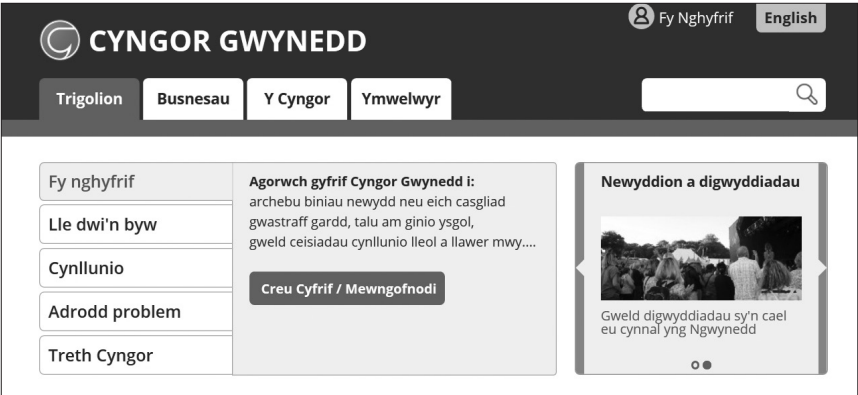 Fy Nghyfrif
English
CYNGOR GWYNEDD
Trigolion
Busnesau
Y Cyngor
Ymwelwyr
Fy nghyfrif
Lle dwi'n byw
Cynllunio
Adrodd problem
Treth Cyngor
Agorwch gyfrif Cyngor Gwynedd i:
archebu biniau newydd neu eich casgliad
gwastraff gardd, talu am ginio ysgol,
gweld ceisiadau cynllunio lleol a llawer mwy....
Creu Cyfrif / Mewngofnodi
Newyddion a digwyddiadau
Gweld digwyddiadau sy'n cael
eu cynnal yng Ngwynedd